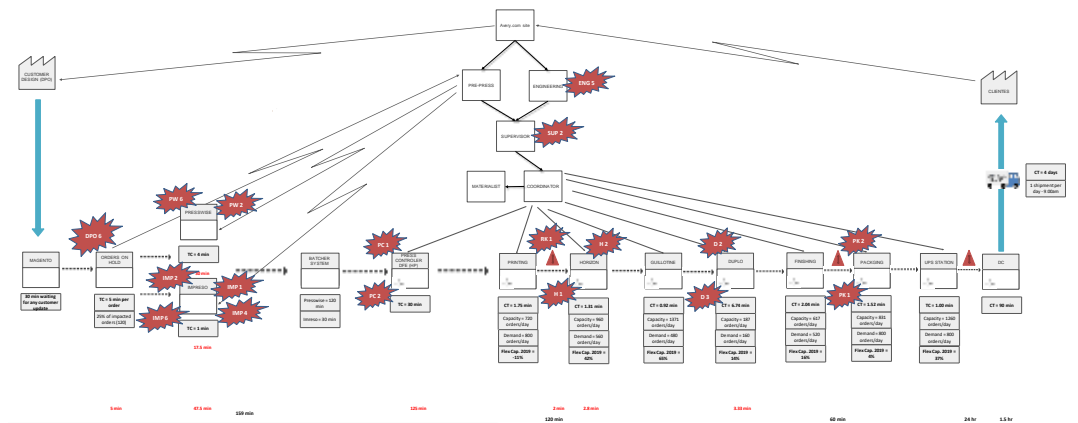 Avery.com site
CUSTOMER
DESIGN (DPO)
PRE-PRESS
ENGINEERING
ENG 5
CLIENTES
SUPERVISOR
SUP 2
MATERIALIST
COORDINATOR
CT = 4 days
1 shipment per
day - 9:00am
PW 6
PW 2
PRESSWISE
TC = 4 min
DPO 6
MAGENTO
30 min waiting
for any customer
update
ORDERS ON
HOLD
TC = 5 min per
order
25% of impacted
orders (120)
IMP 2
IMP 1
IMPRESO
IMP 6
IMP 4
TC = 1 min
17.5 min
BATCHER
SYSTEM
Presswise = 120
min
Impreso = 30 min
PC 1
PRESS
CONTROLER
DFE (HP)
PC 2
TC = 30 min
PRINTING
CT = 1.75 min
Capacity = 720
orders/day
Demand = 800
orders/day
Flex Cap. 2019 =
-11%
RK 1
H 2
HORIZON
H 1
CT = 1.31 min
Capacity = 960
orders/day
Demand = 560
orders/day
Flex Cap. 2019 =
42%
GUILLOTINE
CT = 0.92 min
Capacity = 1371
orders/day
Demand = 480
orders/day
Flex Cap. 2019 =
65%
D 2
DUPLO
D 3
CT = 6.74 min
Capacity = 187
orders/day
Demand = 160
orders/day
Flex Cap. 2019 =
14%
FINISHING
CT = 2.04 min
Capacity = 617
orders/day
Demand = 520
orders/day
Flex Cap. 2019 =
16%
PK 2
PACKING
PK 1
CT = 1.52 min
Capacity = 831
orders/day
Demand = 800
orders/day
Flex Cap. 2019 =
4%
UPS STATION
CT = 1.00 min
Capacity = 1260
orders/day
Demand = 800
orders/day
Flex Cap. 2019 =
37%
DC
CT = 90 min
5 min
47.5 min
159 min
125 min
2 min
2.8 min
120 min
3.33 min
60 min
24 hr
1.5 hr